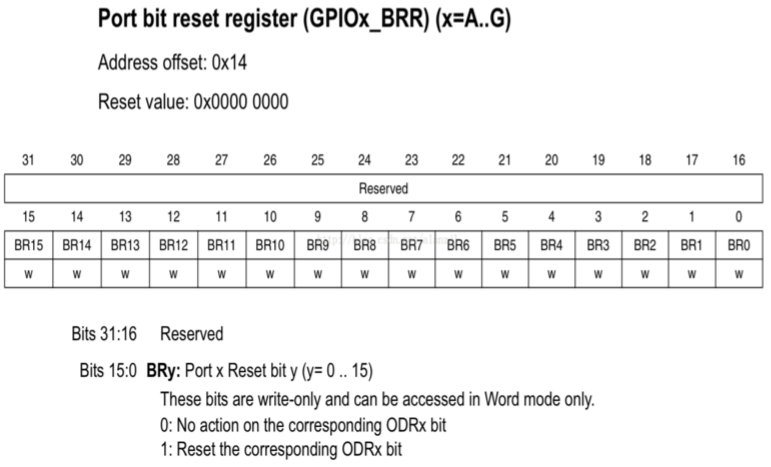 Port bit reset register (GPIOx_BRR) (x=A..G)
Address offset: 0x14
Reset value: 0x0000 0000
31 30 29 28 27 26 25 24 23 22 21 20 19 18 17 16
Reserved
15 14 13 12 11 10 9 8 7 6 5 4 3 2 1 0
BR15 BR14 BR13 BR12 BR11 BR10 BR9 BR8 BR7 BR6 BR5 BR4 BR3 BR2 BR1 BR0
w w w w w w w w w w w w w w w w
Bits 31:16 Reserved
Bits 15:0 BRy: Port x Reset bit y (y= 0 .. 15)
These bits are write-only and can be accessed in Word mode only.
0: No action on the corresponding ODRx bit
1: Reset the corresponding ODRx bit